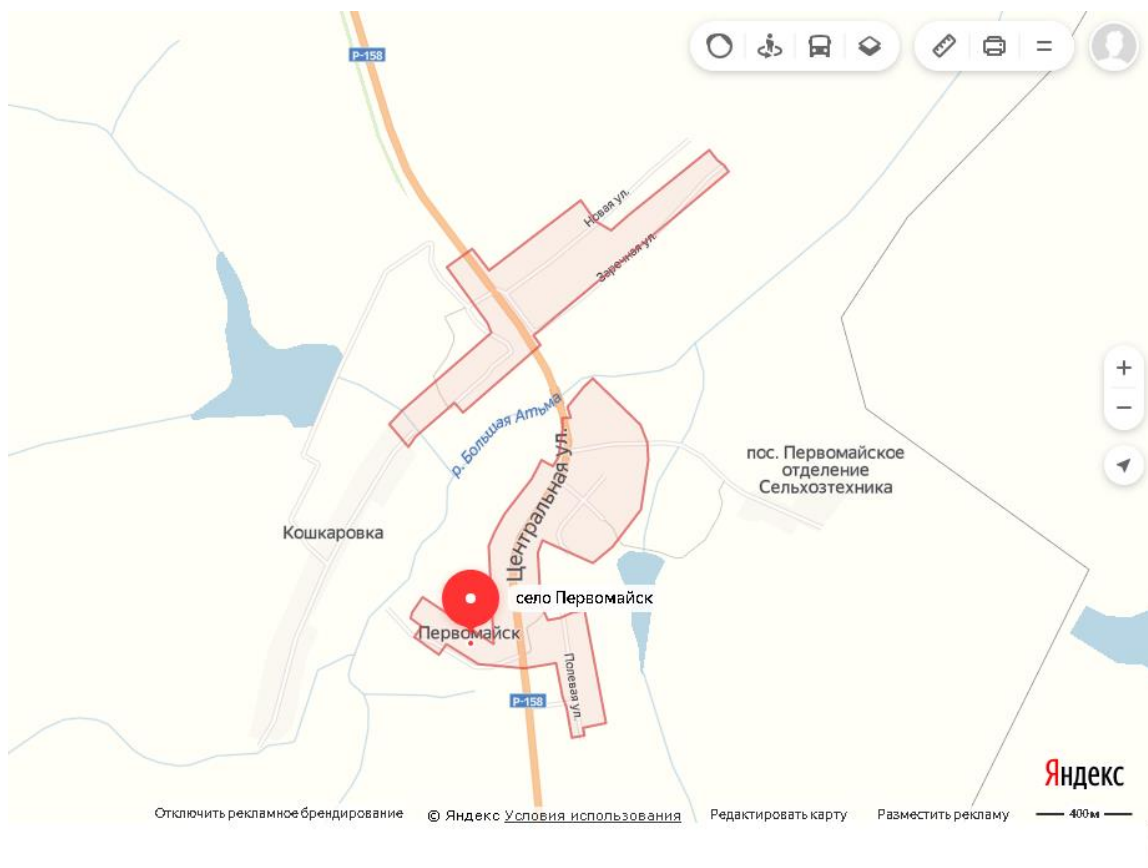 Р-158
Новая ул.
Заречная ул.
р. Большая Атьма
Центральная ул.
пос. Первомайское
отделение
Сельхозтехника
Кошкаровка
село Первомайск
Первомайск
Полевая ул.
Р-158
Яндекс
Отключить рекламное брендирование
© Яндекс Условия использования
Редактировать карту
Разместить рекламу
400 м